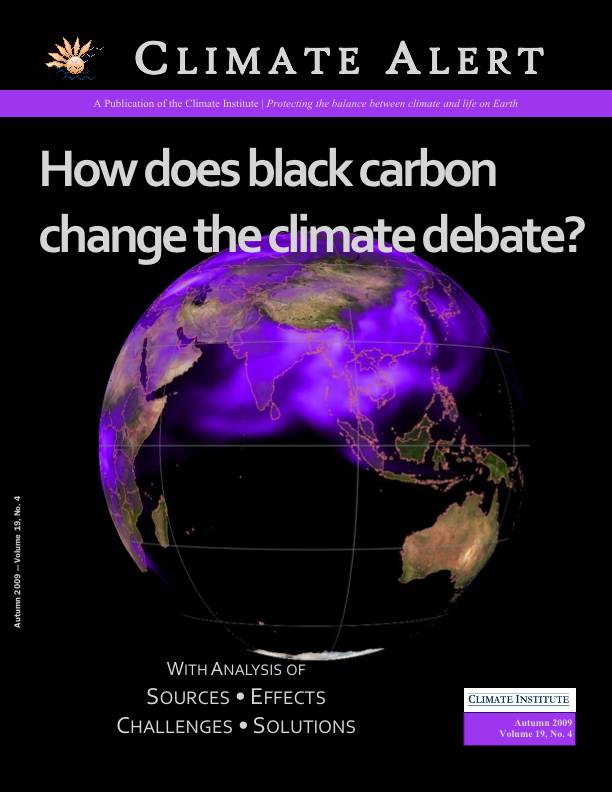 CLIMATE ALERT
A Publication of the Climate Institute | Protecting the balance between climate and life on Earth
How does black carbon
change the climate debate?
Autumn 2009 — Volume 19, No. 4
WITH ANALYSIS OF
SOURCES • EFFECTS
CHALLENGES • SOLUTIONS
CLIMATE INSTITUTE
Autumn 2009
Volume 19, No. 4